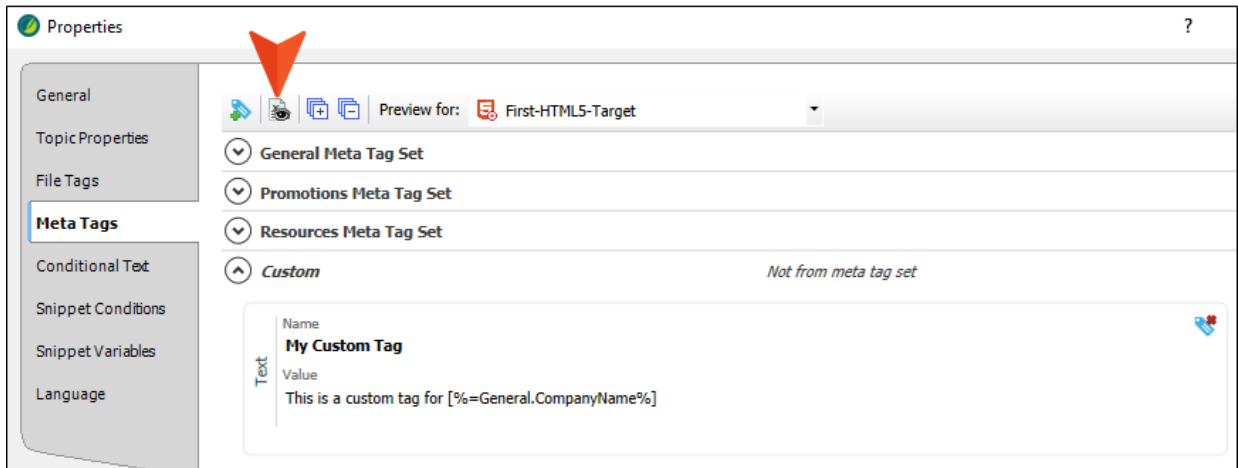 Properties
?
General
Topic Properties
File Tags
Meta Tags
Conditional Text
Snippet Conditions
Snippet Variables
Language
Preview for: First-HTML5-Target
General Meta Tag Set
Promotions Meta Tag Set
Resources Meta Tag Set
Custom Not from meta tag set
Text
Name
My Custom Tag
Value
This is a custom tag for [%=General.CompanyName%]